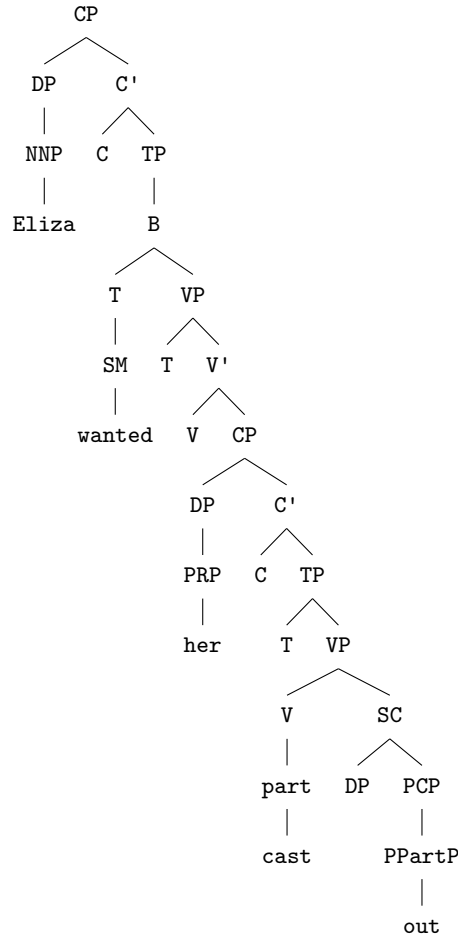 CP
DP C'
NNP C TP
Eliza B
T VP
SM T V'
wanted V CP
DP C'
PRP C TP
her T VP
V SC
part DP PCP
cast PPartP
out